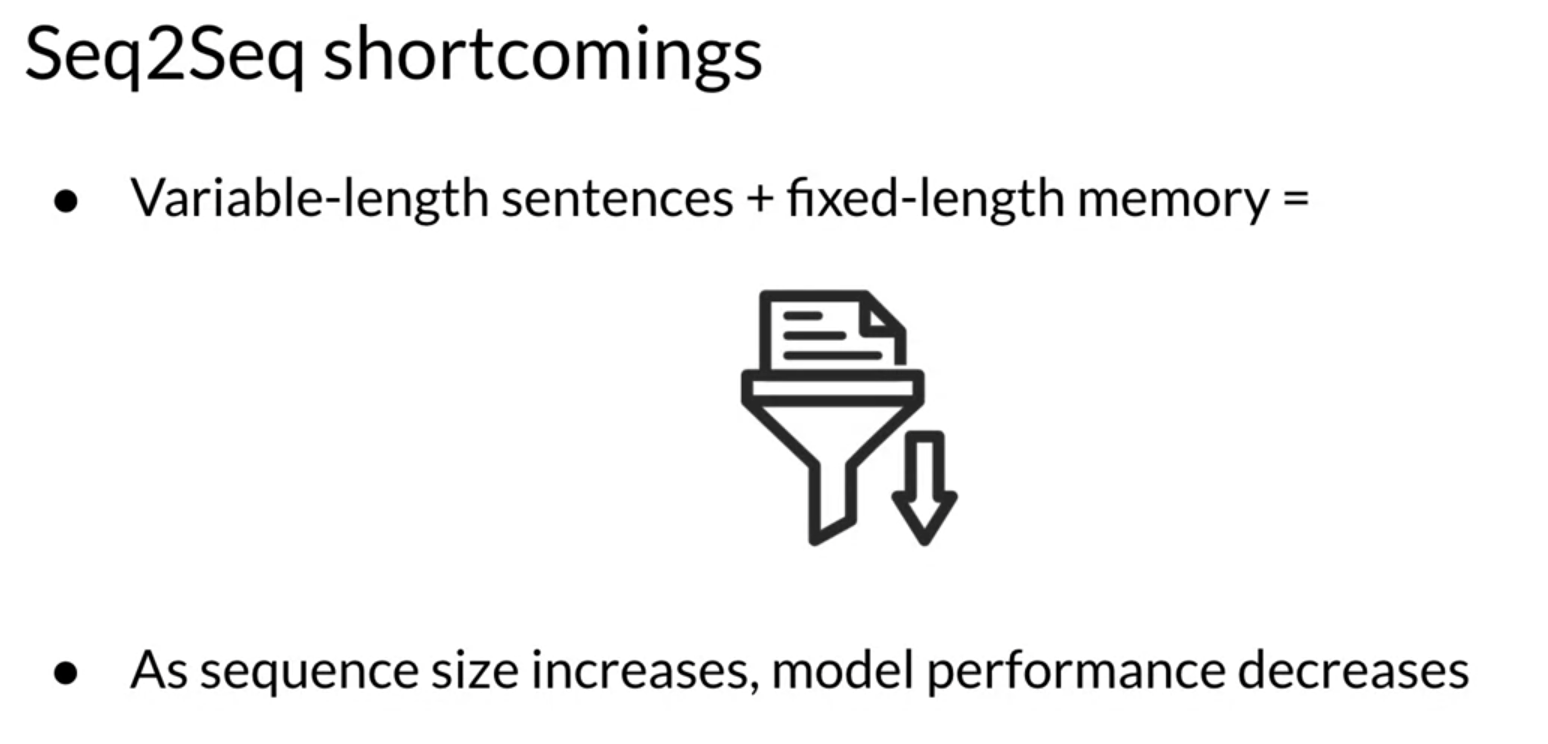 Seq2Seq shortcomings
● Variable-length sentences + fixed-length memory =
● As sequence size increases, model performance decreases